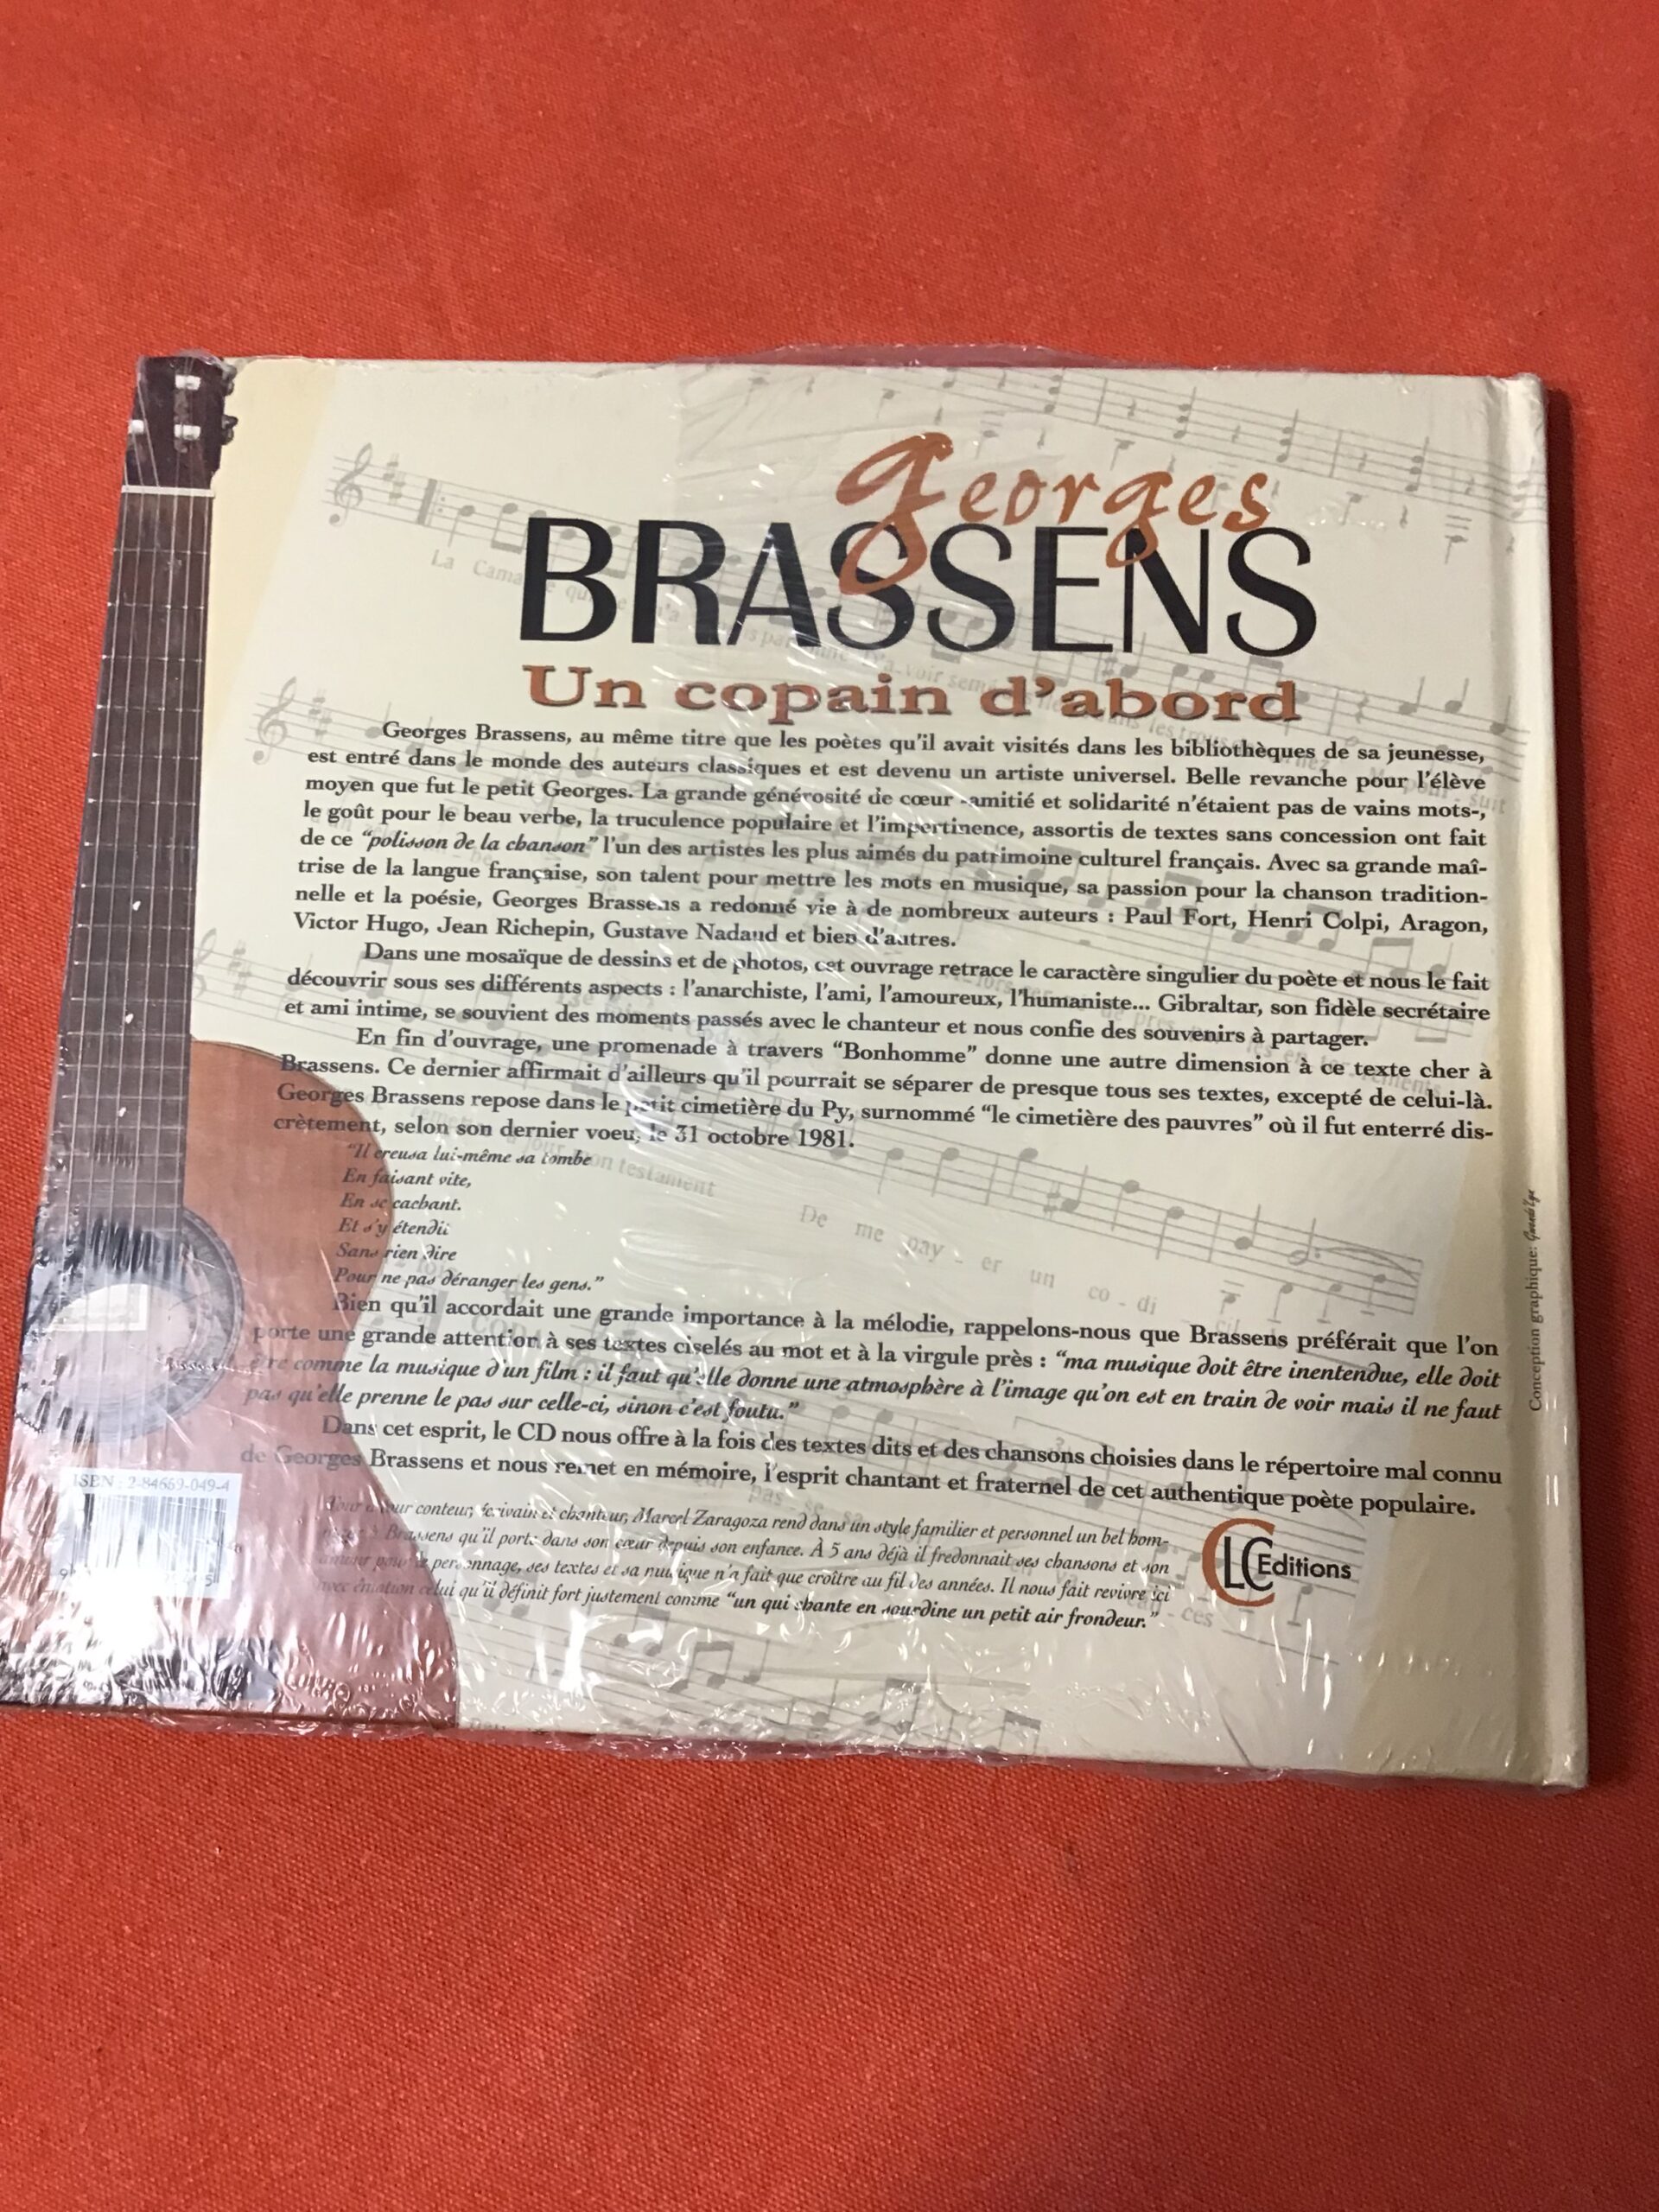 Georges
BRASSENS
Un copain d'abord
Georges Brassens, au même titre que les poètes qu'il avait visités dans les bibliothèques de sa jeunesse,
est entré dans le monde des auteurs classiques et est devenu un artiste universel. Belle revanche pour l'élève
moyen que fut le petit Georges. La grande générosité de cœur -amitié et solidarité n'étaient pas de vains mots-,
le goût pour le beau verbe, la truculence populaire et l'impertinence, assortis de textes sans concession ont fait
de ce "polisson de la chanson" l'un des artistes les plus aimés du patrimoine culturel français. Avec sa grande maî-
trise de la langue française, son talent pour mettre les mots en musique, sa passion pour la chanson tradition-
nelle et la poésie, Georges Brassens a redonné vie à de nombreux auteurs : Paul Fort, Henri Colpi, Aragon,
Victor Hugo, Jean Richepin, Gustave Nadaud et bien d'autres.
Dans une mosaïque de dessins et de photos, cet ouvrage retrace le caractère singulier du poète et nous le fait
découvrir sous ses différents aspects : l'anarchiste, l'ami, l'amoureux, l'humaniste... Gibraltar, son fidèle secrétaire
et ami intime, se souvient des moments passés avec le chanteur et nous confie des souvenirs à partager.
En fin d'ouvrage, une promenade à travers "Bonhomme" donne une autre dimension à ce texte cher à
Brassens. Ce dernier affirmait d'ailleurs qu'il pourrait se séparer de presque tous ses textes, excepté de celui-là.
Georges Brassens repose dans le petit cimetière du Py, surnommé "le cimetière des pauvres" où il fut enterré dis-
crètement, selon son dernier voeu, le 31 octobre 1981.
"Il creusa lui-même sa tombe
En faisant vite,
En se cachant.
Et s'y étendit
Sans rien dire
Pour ne pas déranger les gens."
Bien qu'il accordait une grande importance à la mélodie, rappelons-nous que Brassens préférait que l'on
porte une grande attention à ses textes ciselés au mot et à la virgule près : "ma musique doit être inentendue, elle doit
être comme la musique d'un film : il faut qu'elle donne une atmosphère à l'image qu'on est en train de voir mais il ne faut
pas qu'elle prenne le pas sur celle-ci, sinon c'est foutu."
Dans cet esprit, le CD nous offre à la fois des textes dits et des chansons choisies dans le répertoire mal connu
de Georges Brassens et nous remet en mémoire, l'esprit chantant et fraternel de cet authentique poète populaire.
Tour à tour conteur, écrivain et chanteur, Marcel Zaragoza rend dans un style familier et personnel un bel hom-
à Brassens qu'il porte dans son cœur depuis son enfance. À 5 ans déjà il fredonnait ses chansons et son
amour pour le personnage, ses textes et sa musique n'a fait que croître au fil des années. Il nous fait revivre ici
avec émotion celui qu'il définit fort justement comme "un qui chante en sourdine un petit air frondeur."
CLC Editions
ISBN : 2-84659-049-4
Conception graphique:
De me pay - er un co - di
testament